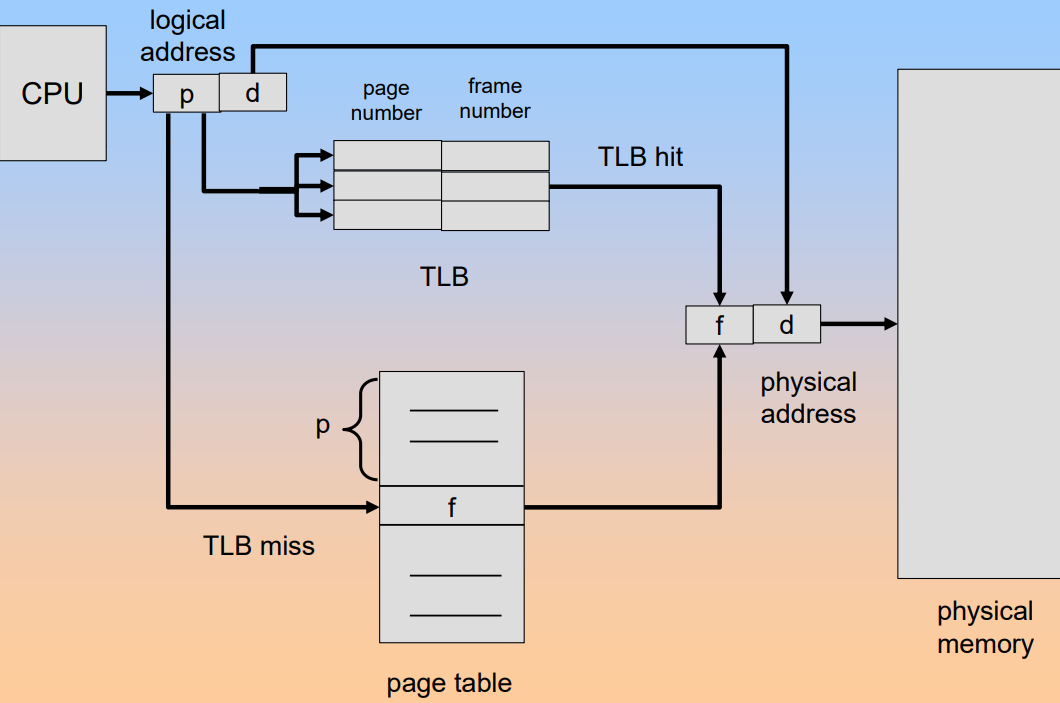 logical
address
CPU
p
d
page
number
frame
number
TLB hit
TLB
f
d
physical
address
p
f
TLB miss
page table
physical
memory